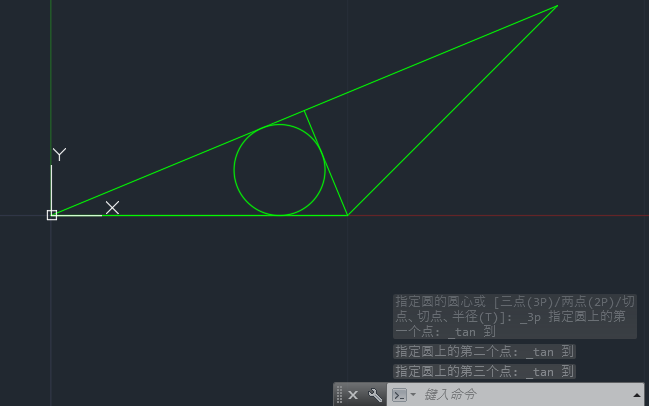 Y
X
指定圆的圆心或 [三点(3P)/两点(2P)/切
点、切点、半径(T)]: _3p 指定圆上的第
一个点: _tan 到
指定圆上的第二个点: _tan 到
指定圆上的第三个点: _tan 到
键入命令